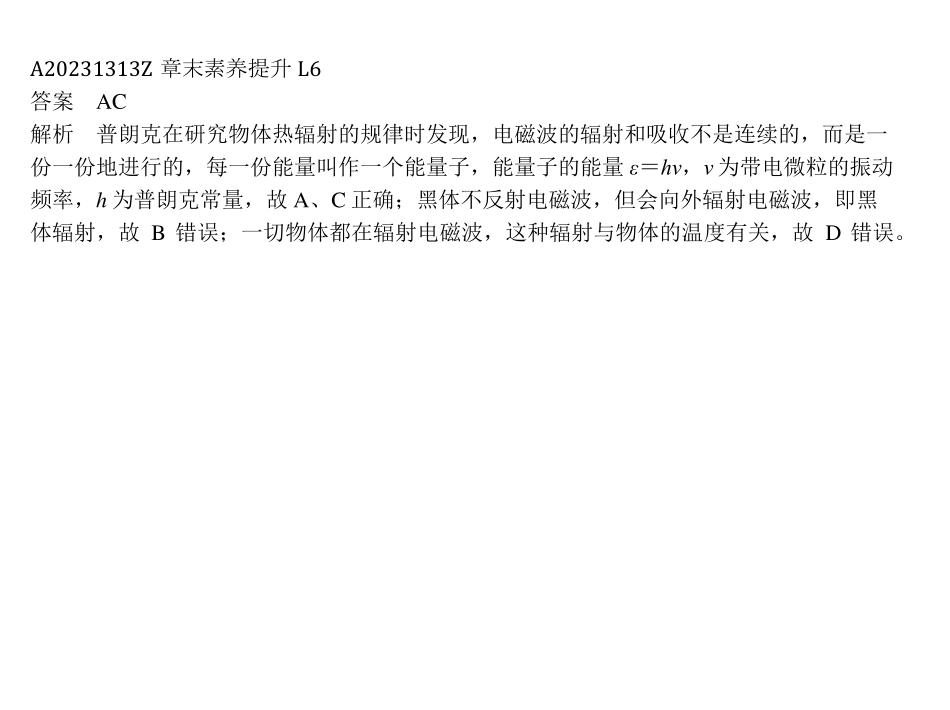 A20231313Z 章末素养提升 L6
答案 AC
解析 普朗克在研究物体热辐射的规律时发现，电磁波的辐射和吸收不是连续的，而是一
份一份地进行的，每一份能量叫作一个能量子，能量子的能量 ε＝hν，ν 为带电微粒的振动
频率，h 为普朗克常量，故 A、C 正确；黑体不反射电磁波，但会向外辐射电磁波，即黑
体辐射，故 B 错误；一切物体都在辐射电磁波，这种辐射与物体的温度有关，故 D 错误。